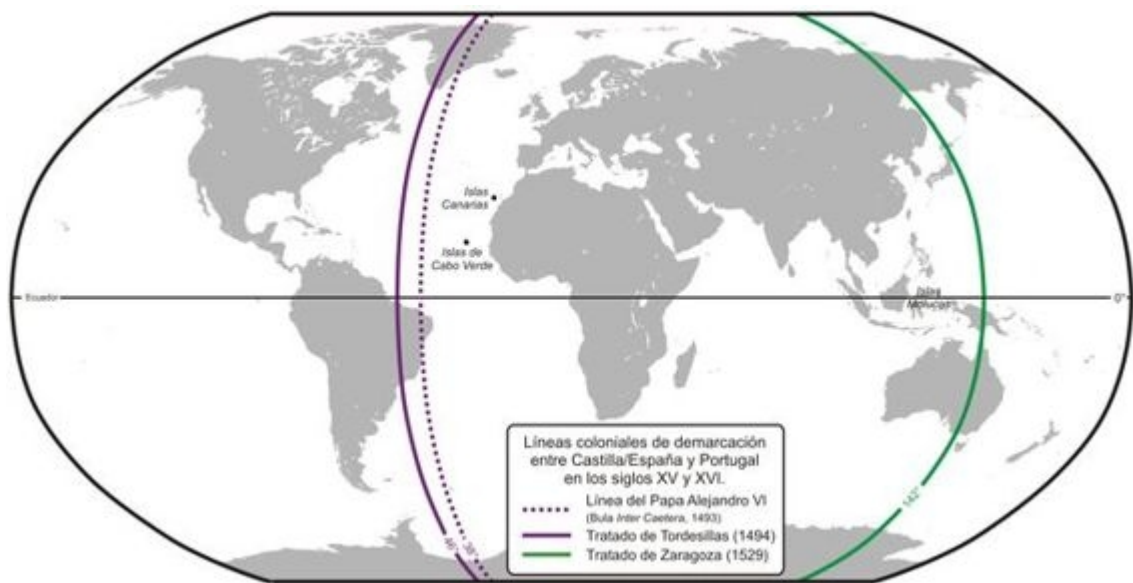 Islas
Canarias
Islas de
Cabo Verde
Ecuador
Islas
Molucas
0°
Líneas coloniales de demarcación
entre Castilla/España y Portugal
en los siglos XV y XVI.
Línea del Papa Alejandro VI
(Bula Inter Caetera, 1493)
Tratado de Tordesillas (1494)
Tratado de Zaragoza (1529)
46°
38°
142°